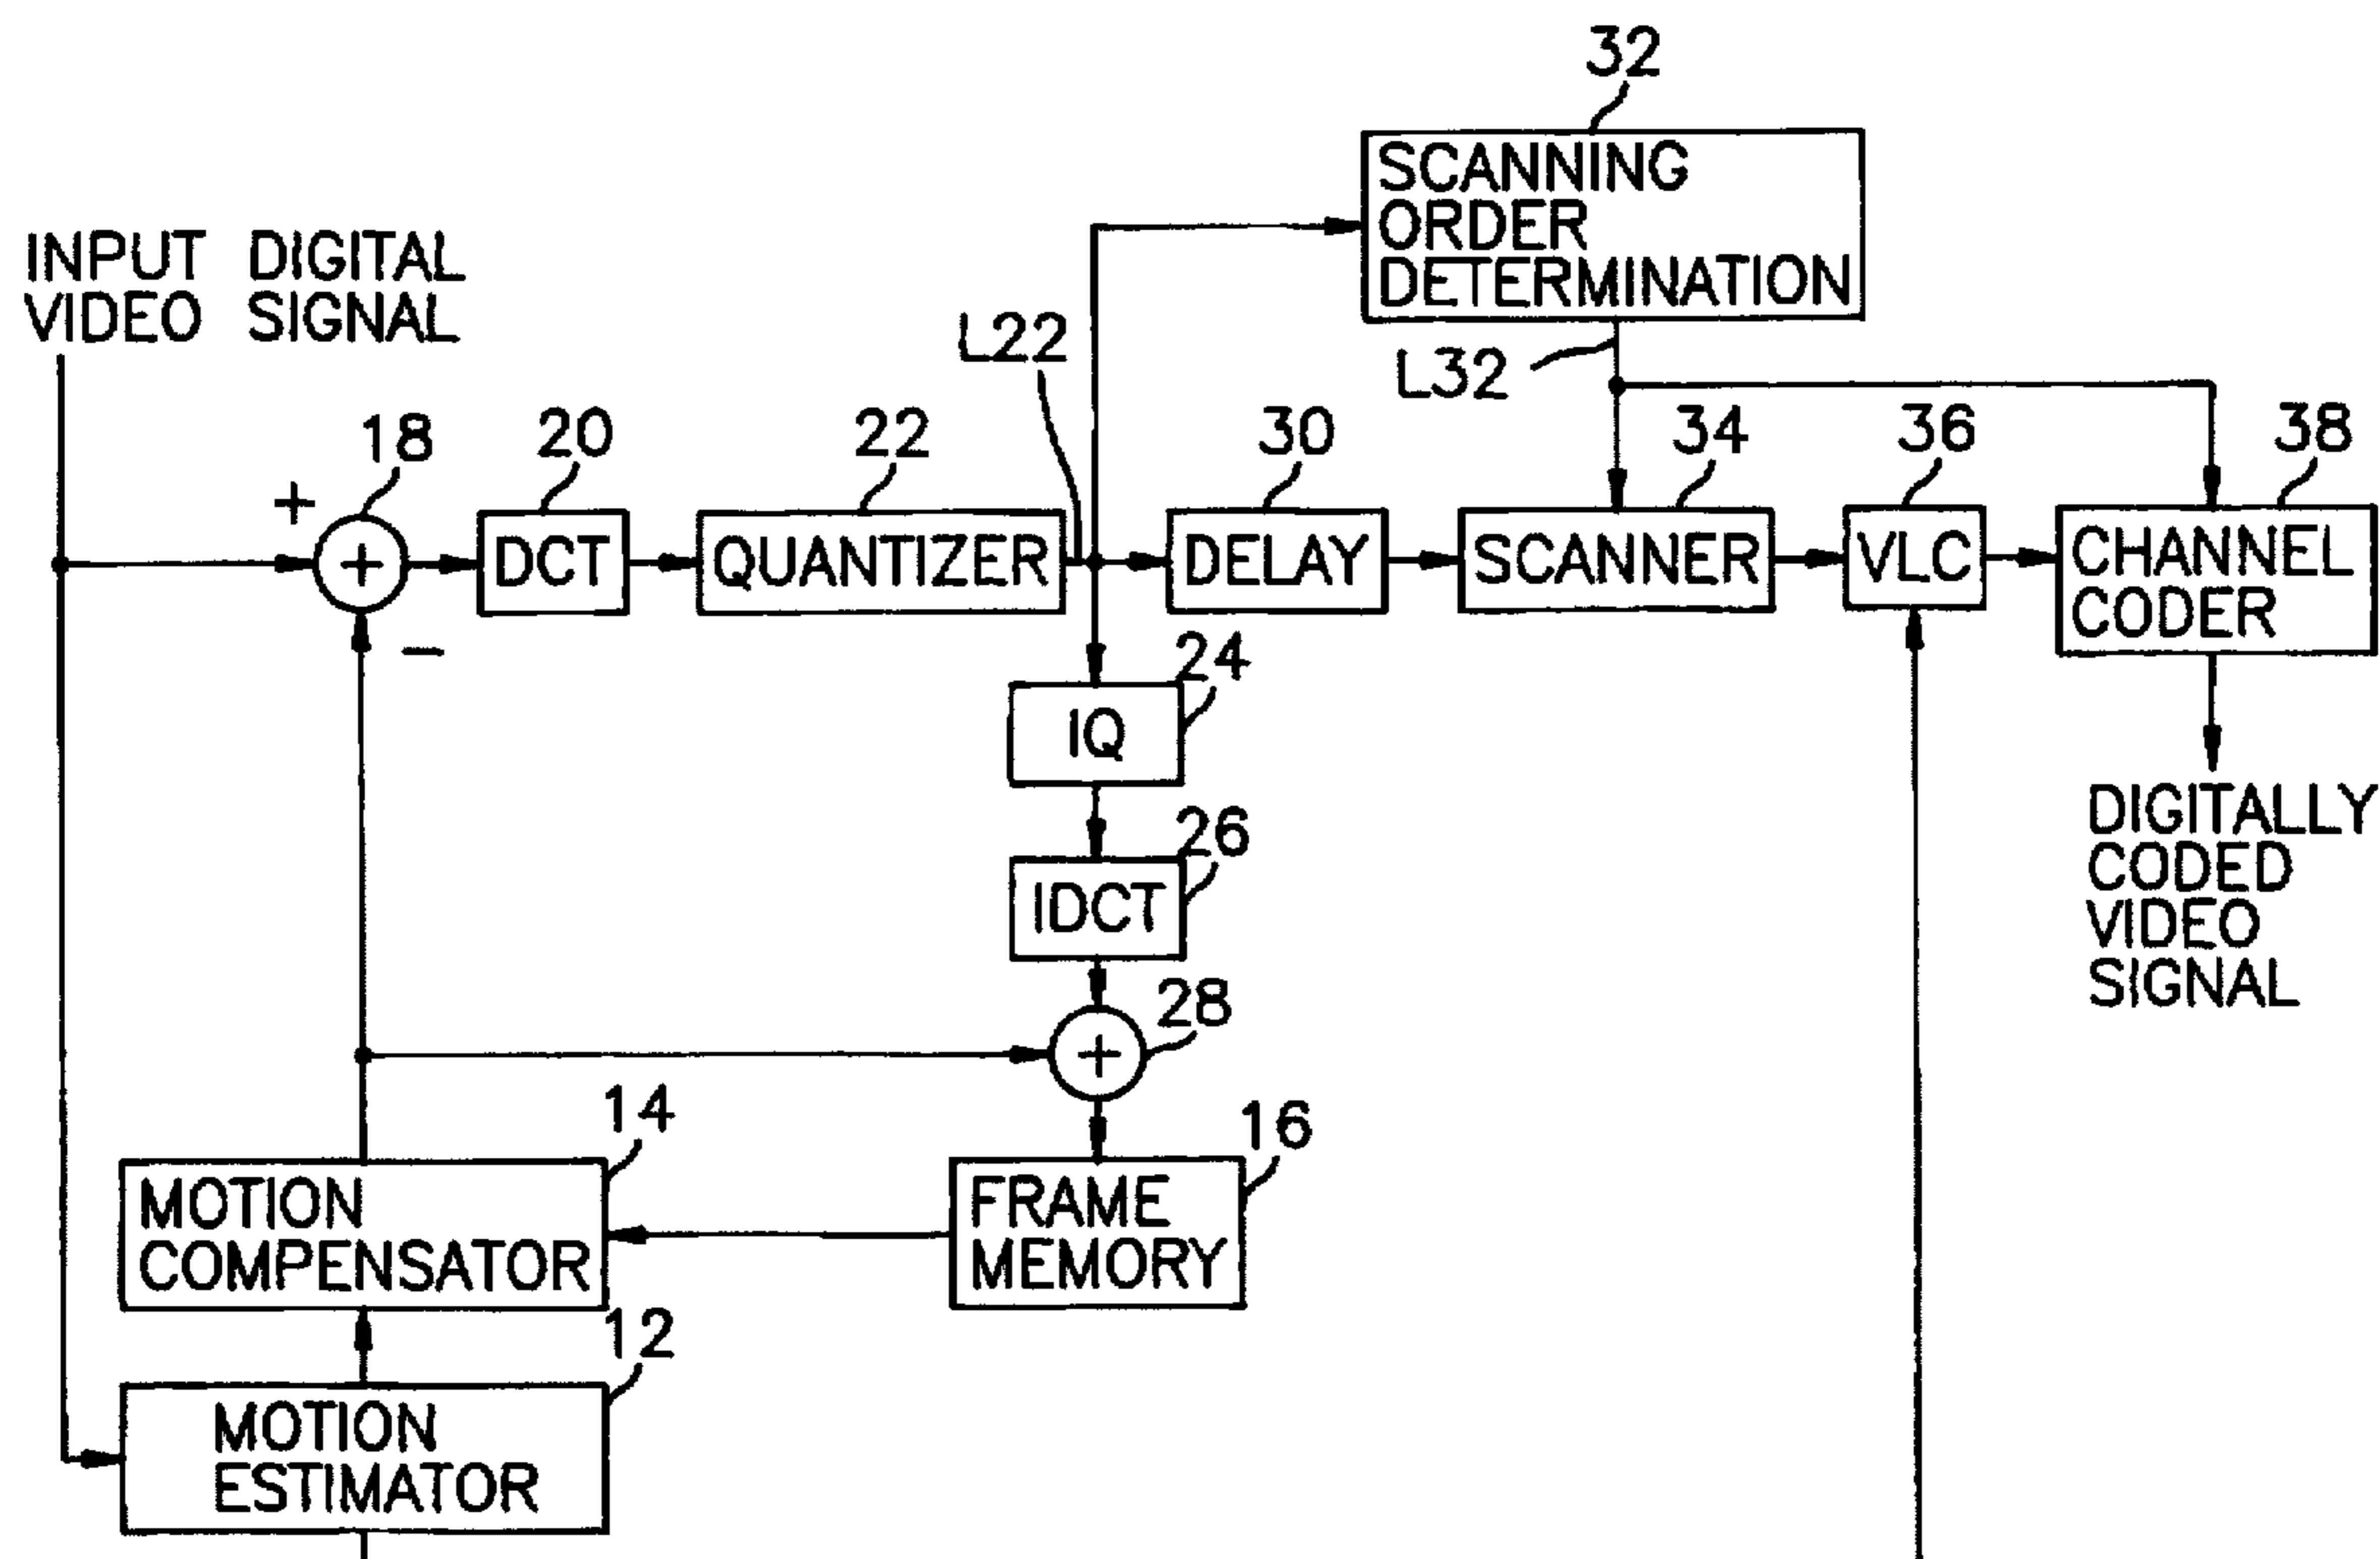 32
SCANNING
ORDER
DETERMINATION
INPUT DIGITAL
VIDEO SIGNAL
L22
L32
18
20
22
30
34
36
38
+
+
DCT
QUANTIZER
DELAY
SCANNER
VLC
CHANNEL
CODER
−
24
IQ
26
IDCT
DIGITALLY
CODED
VIDEO
SIGNAL
28
+
14
16
MOTION
COMPENSATOR
FRAME
MEMORY
12
MOTION
ESTIMATOR